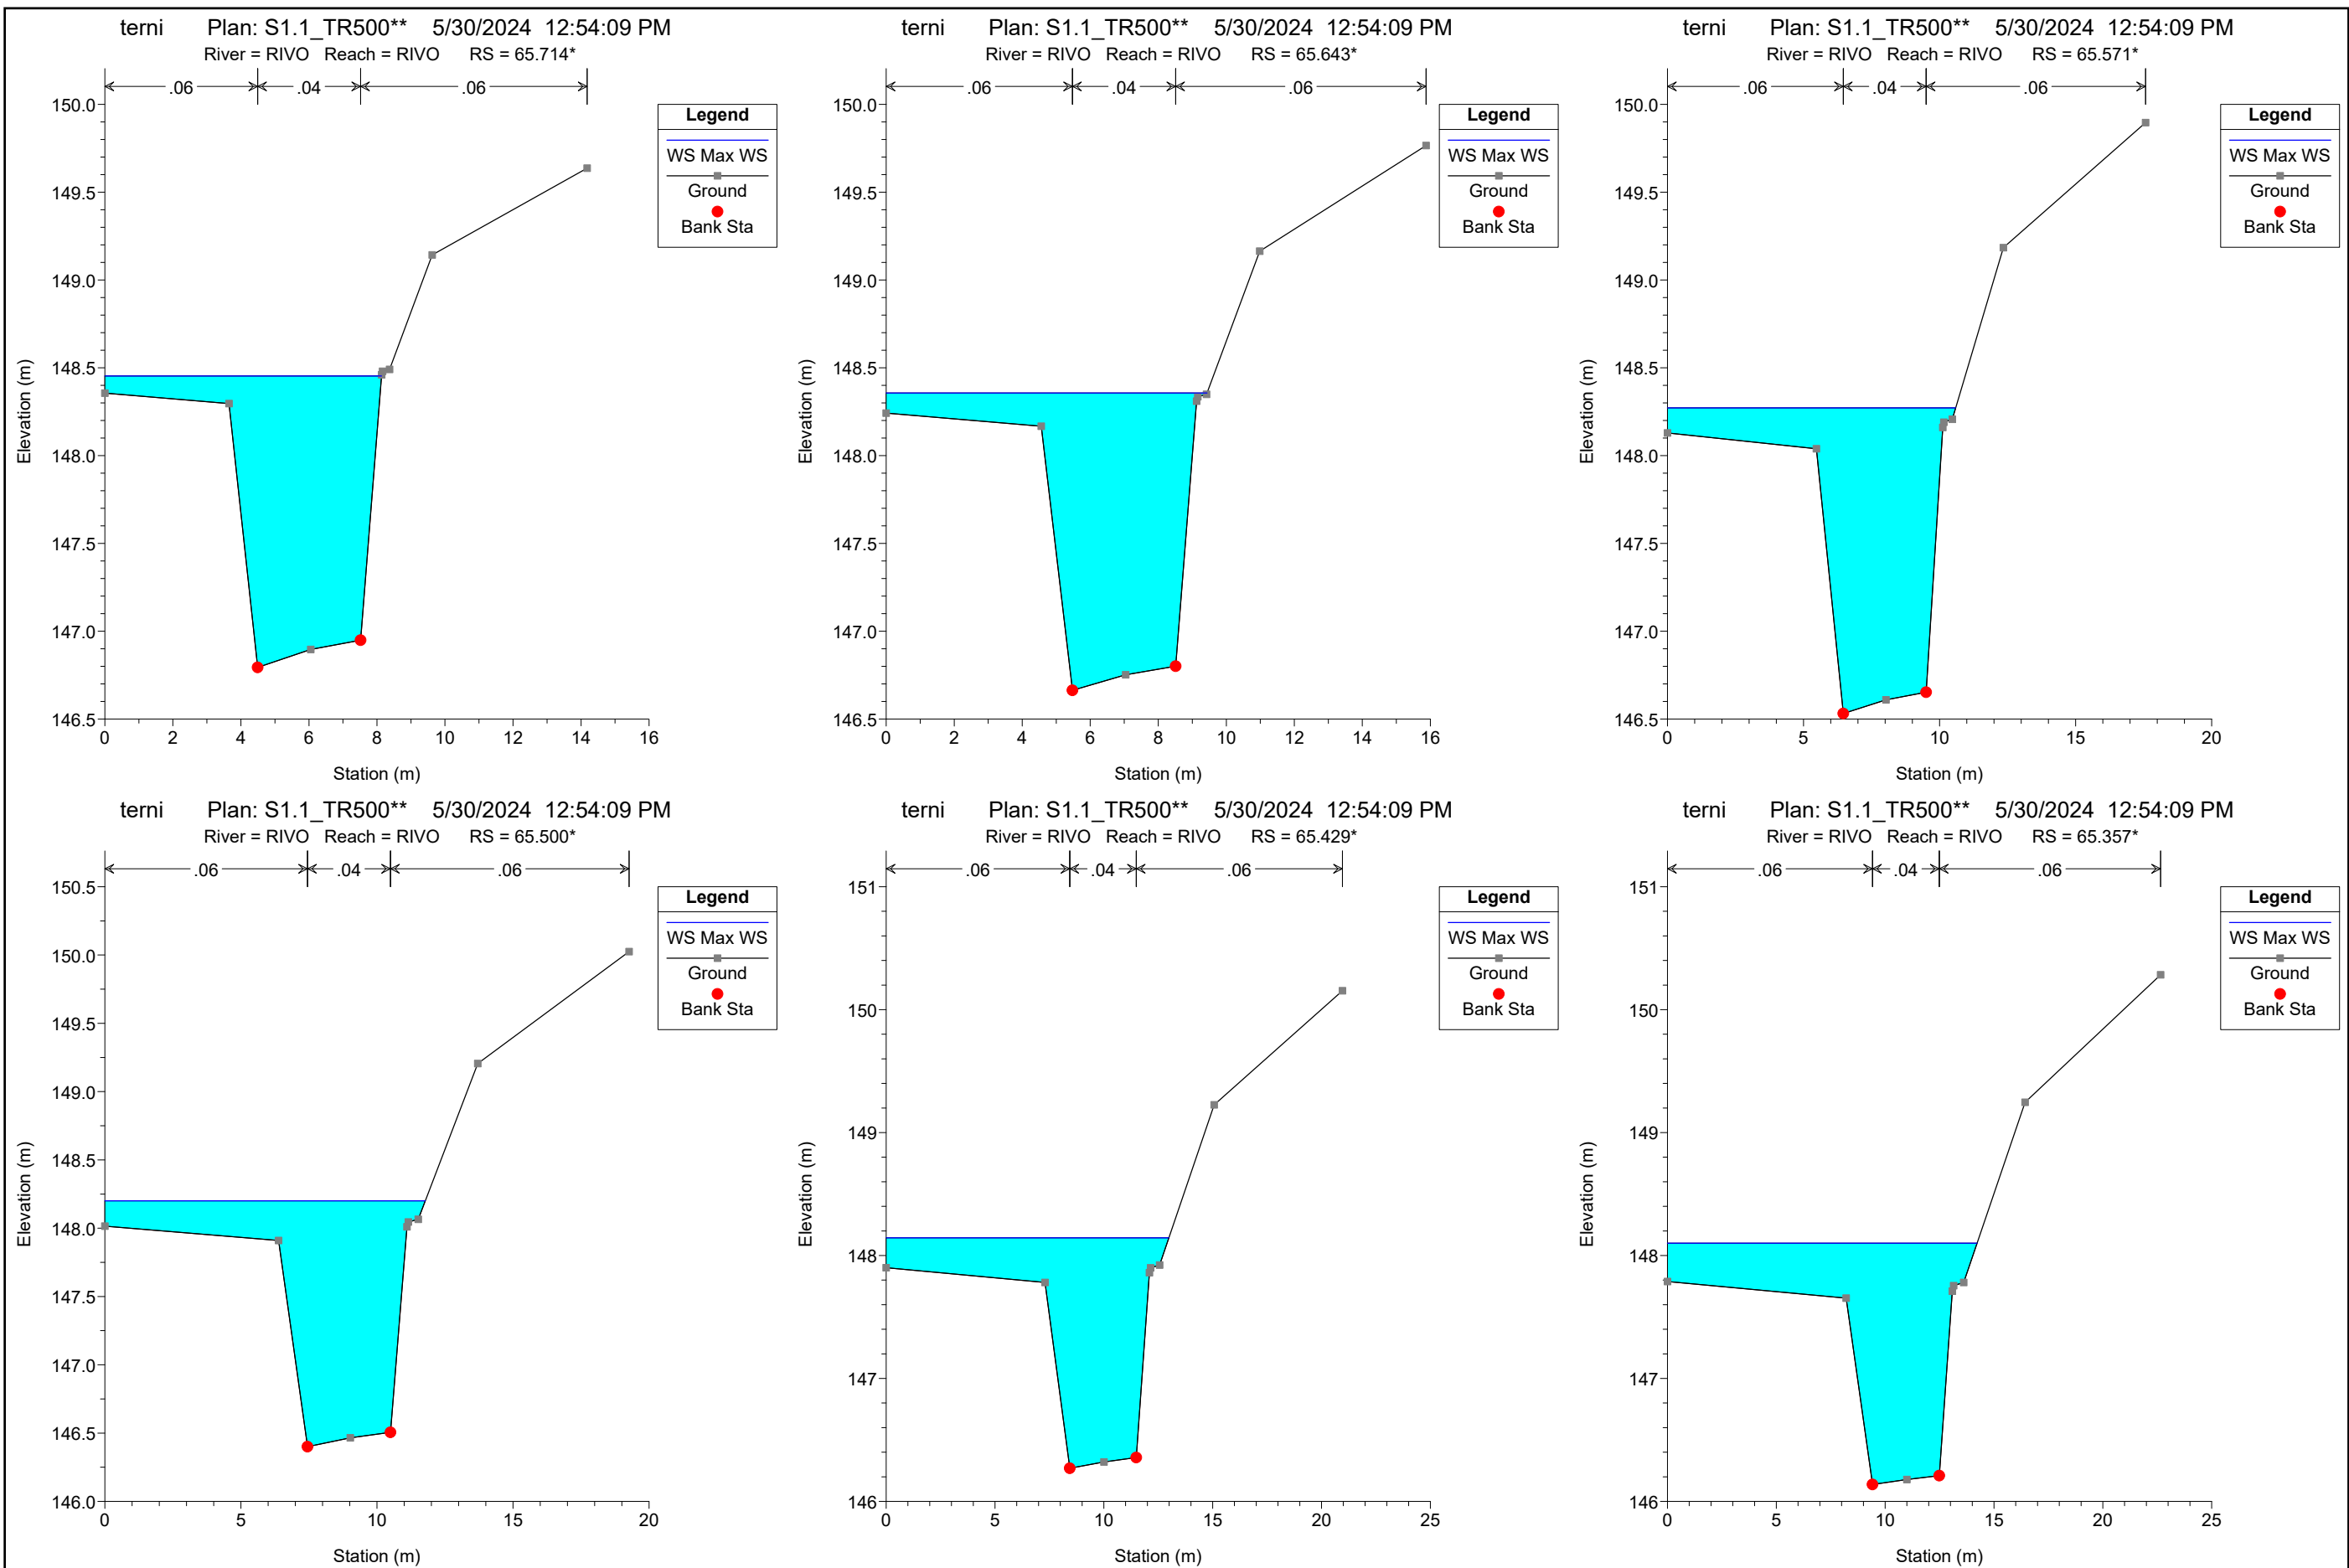 terni Plan: S1.1_TR500** 5/30/2024 12:54:09 PM
River = RIVO Reach = RIVO RS = 65.714*
.06 .04 .06
Legend
WS Max WS
Ground
Bank Sta
150.0
149.5
149.0
148.5
148.0
147.5
147.0
146.5
Elevation (m)
0 2 4 6 8 10 12 14 16
Station (m)
terni Plan: S1.1_TR500** 5/30/2024 12:54:09 PM
River = RIVO Reach = RIVO RS = 65.643*
.06 .04 .06
Legend
WS Max WS
Ground
Bank Sta
150.0
149.5
149.0
148.5
148.0
147.5
147.0
146.5
Elevation (m)
0 2 4 6 8 10 12 14 16
Station (m)
terni Plan: S1.1_TR500** 5/30/2024 12:54:09 PM
River = RIVO Reach = RIVO RS = 65.571*
.06 .04 .06
Legend
WS Max WS
Ground
Bank Sta
150.0
149.5
149.0
148.5
148.0
147.5
147.0
146.5
Elevation (m)
0 5 10 15 20
Station (m)
terni Plan: S1.1_TR500** 5/30/2024 12:54:09 PM
River = RIVO Reach = RIVO RS = 65.500*
.06 .04 .06
Legend
WS Max WS
Ground
Bank Sta
150.5
150.0
149.5
149.0
148.5
148.0
147.5
147.0
146.5
146.0
Elevation (m)
0 5 10 15 20
Station (m)
terni Plan: S1.1_TR500** 5/30/2024 12:54:09 PM
River = RIVO Reach = RIVO RS = 65.429*
.06 .04 .06
Legend
WS Max WS
Ground
Bank Sta
151
150
149
148
147
146
Elevation (m)
0 5 10 15 20 25
Station (m)
terni Plan: S1.1_TR500** 5/30/2024 12:54:09 PM
River = RIVO Reach = RIVO RS = 65.357*
.06 .04 .06
Legend
WS Max WS
Ground
Bank Sta
151
150
149
148
147
146
Elevation (m)
0 5 10 15 20 25
Station (m)